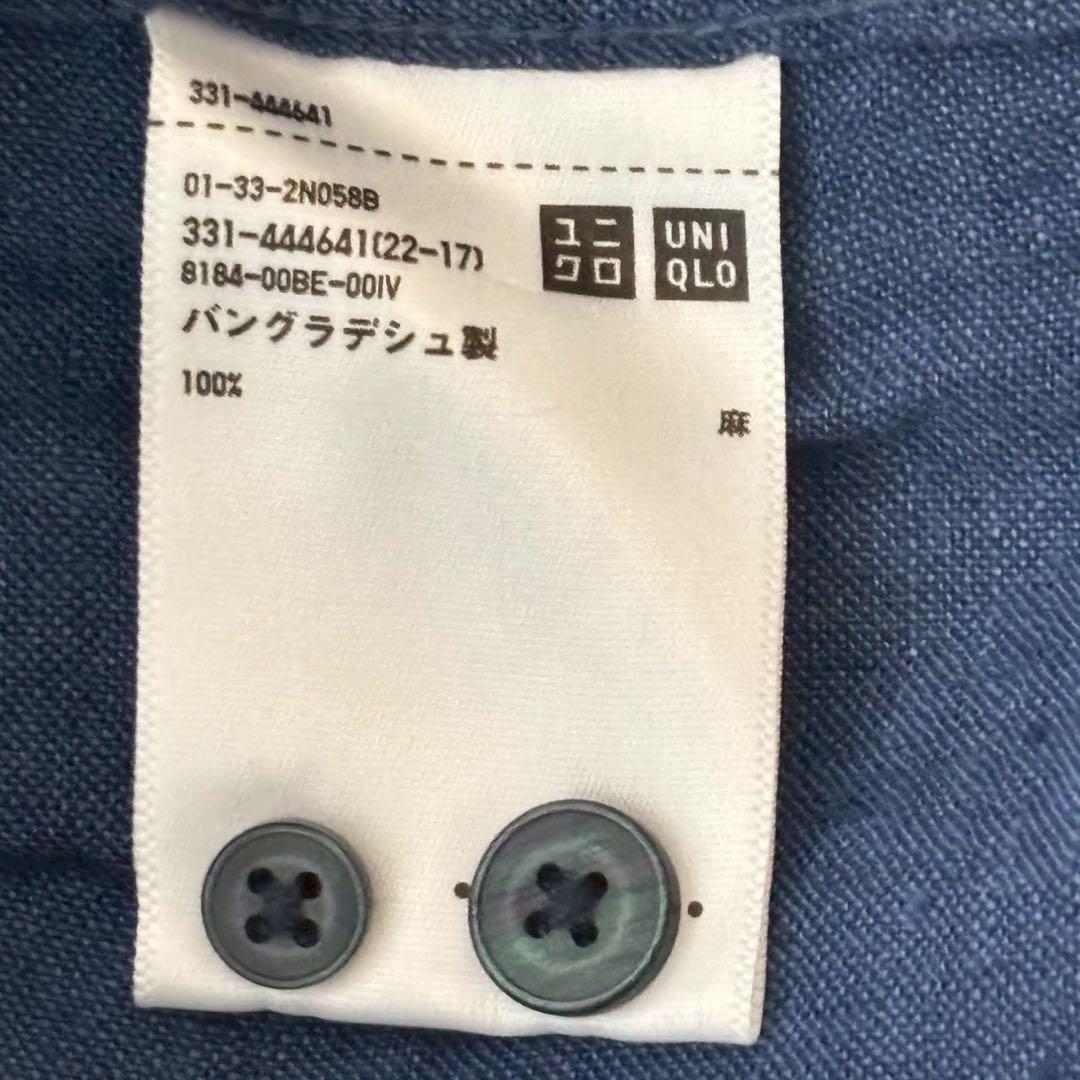 331-444641
01-33-2N058B
331-444641(22-17)
8184-00BE-00IV
バングラデシュ製
ユニ
クロ
UNI
QLO
100%
麻